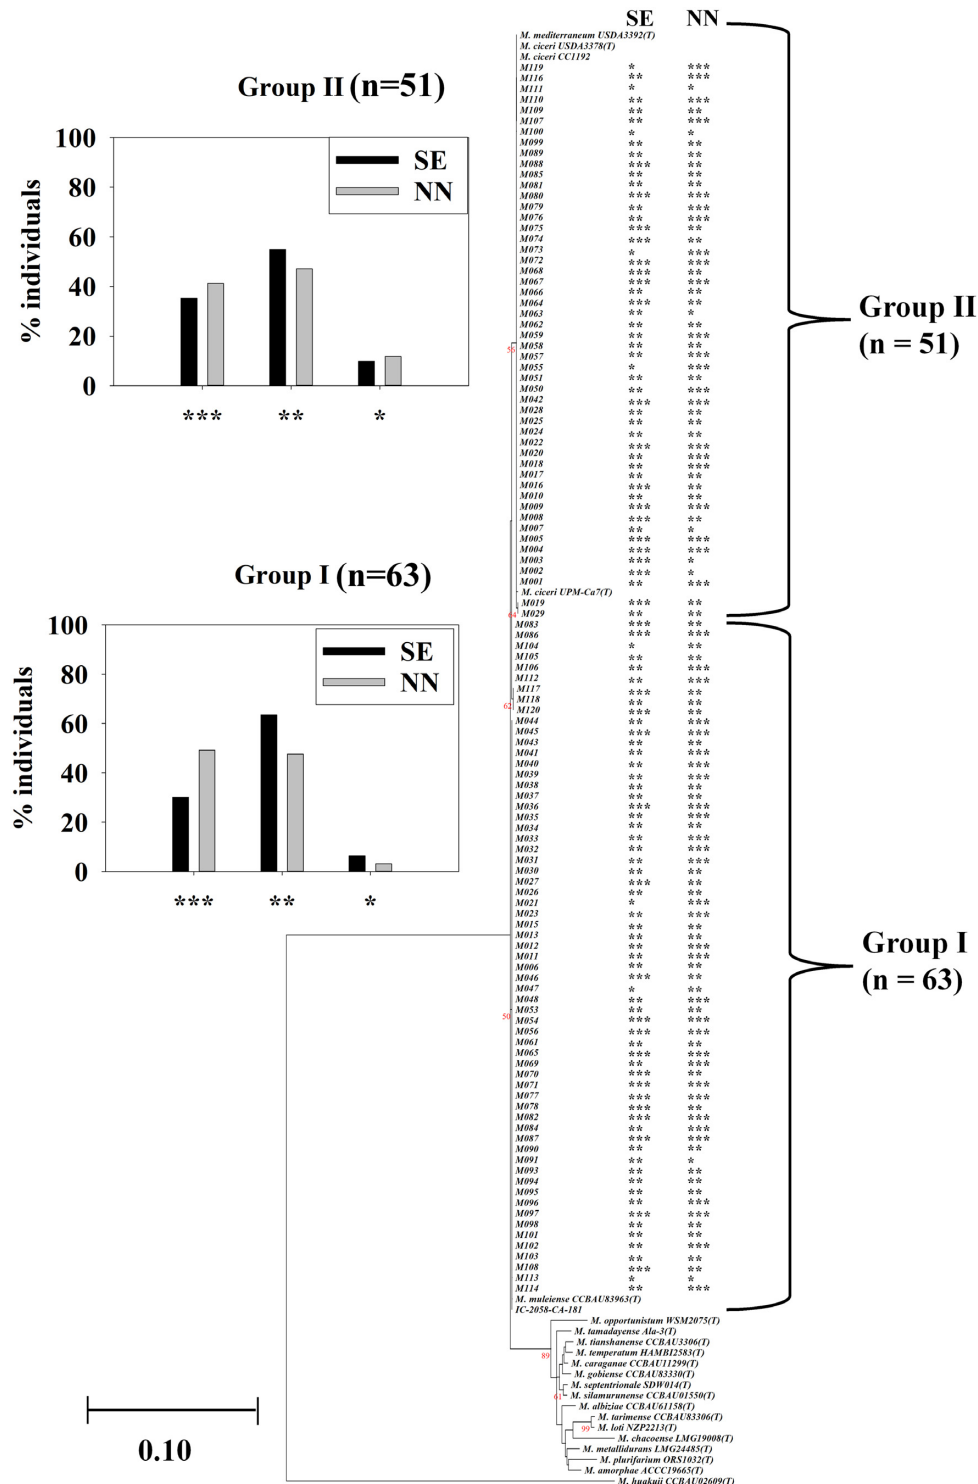 SE NN
M. mediterraneum USDA3392(T)
M. ciceri USDA3378(T)
M. ciceri CC1192
M119 * ***
M116 ** ***
M111 * *
M110 ** ***
M109 ** **
M107 ** ***
M100 * *
M099 ** **
M089 ** **
M088 *** **
M085 ** **
M081 ** **
M080 *** ***
M079 ** ***
M076 ** ***
M075 *** **
M074 *** **
M073 * ***
M072 *** ***
M068 *** **
M067 *** ***
M066 ** **
M064 *** **
M063 ** *
M062 ** **
M059 ** ***
M058 ** **
M057 ** ***
M055 * ***
M051 ** **
M050 ** ***
M042 *** ***
M028 ** **
M025 ** **
M024 ** **
M022 *** ***
M020 ** ***
M018 ** ***
M017 ** **
M016 *** **
M010 ** **
M009 *** ***
M008 *** **
M007 ** *
M005 *** ***
M004 *** ***
M003 *** *
M002 *** *
M001 ** ***
M. ciceri UPM-Ca7(T)
M019 *** **
M029 ** **
M083 *** **
M086 *** ***
M104 * **
M105 ** **
M106 ** ***
M112 ** ***
M117 *** **
M118 ** **
M120 *** **
M044 ** ***
M045 *** ***
M043 ** **
M041 ** ***
M040 ** ***
M039 ** ***
M038 ** **
M037 ** **
M036 *** ***
M035 ** ***
M034 ** **
M033 ** ***
M032 ** ***
M031 ** ***
M030 ** **
M027 *** **
M026 ** **
M021 * ***
M023 ** ***
M015 ** **
M013 ** **
M012 ** ***
M011 ** ***
M006 ** **
M046 *** **
M047 * **
M048 ** ***
M053 ** **
M054 *** ***
M056 *** ***
M061 ** **
M065 *** ***
M069 ** ***
M070 *** **
M071 *** ***
M077 *** ***
M078 *** **
M082 *** ***
M084 ** ***
M087 *** ***
M090 ** **
M091 ** *
M093 ** **
M094 ** **
M095 ** **
M096 ** ***
M097 *** ***
M098 ** **
M101 ** **
M102 ** ***
M103 ** **
M108 *** **
M113 * *
M114 ** ***
M. muleiense CCBAU83963(T)
IC-2058-CA-181
M. opportunistum WSM2075(T)
M. tamadayense Ala-3(T)
M. tianshanense CCBAU3306(T)
M. temperatum HAMBI2583(T)
M. caraganae CCBAU11299(T)
M. gobiense CCBAU83330(T)
M. septentrionale SDW014(T)
M. silamurunense CCBAU01550(T)
M. albiziae CCBAU61158(T)
M. tarimense CCBAU83306(T)
M. loti NZP2213(T)
M. chacoense LMG19008(T)
M. metallidurans LMG24485(T)
M. plurifarium ORS1032(T)
M. amorphae ACCC19665(T)
M. huakuii CCBAU02609(T)
56
64
62
50
89
61
99
0.10
Group II (n=51)
% individuals
100
80
60
40
20
0
SE
NN
*** ** *
Group I (n=63)
% individuals
100
80
60
40
20
0
SE
NN
*** ** *
Group II
(n = 51)
Group I
(n = 63)